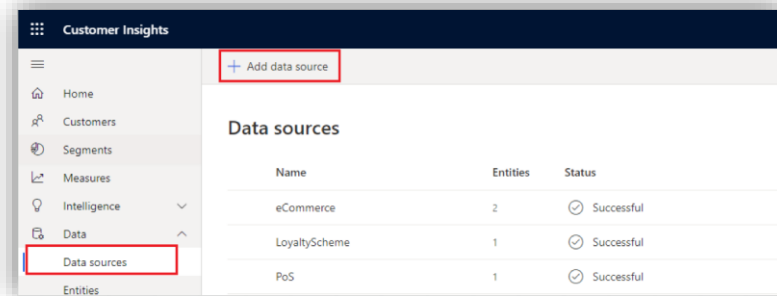 Customer Insights
+ Add data source
Home
Customers
Segments
Measures
Intelligence
Data
Data sources
Entities
Data sources
Name Entities Status
eCommerce 2 Successful
LoyaltyScheme 1 Successful
PoS 1 Successful